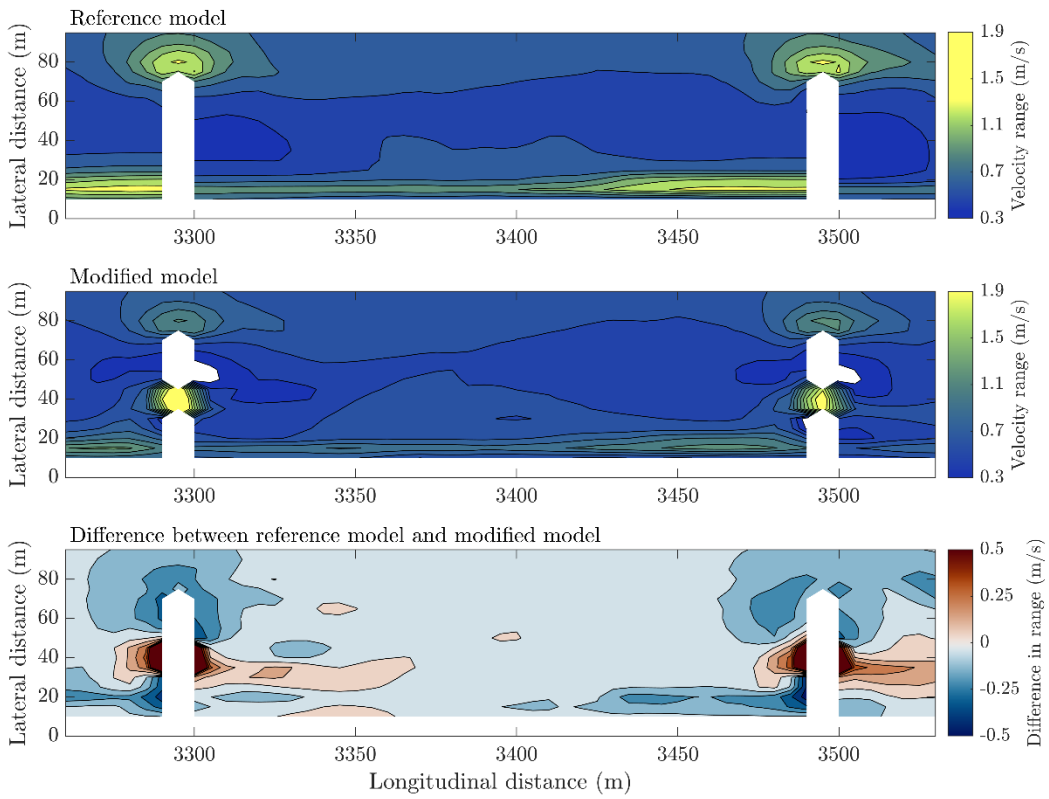 Reference model
Lateral distance (m)
80
60
40
20
0
3300 3350 3400 3450 3500
1.9
1.5
1.1
0.7
0.3
Velocity range (m/s)
Modified model
Lateral distance (m)
80
60
40
20
0
3300 3350 3400 3450 3500
1.9
1.5
1.1
0.7
0.3
Velocity range (m/s)
Difference between reference model and modified model
Lateral distance (m)
80
60
40
20
0
3300 3350 3400 3450 3500
Longitudinal distance (m)
0.5
0.25
0
-0.25
-0.5
Difference in range (m/s)